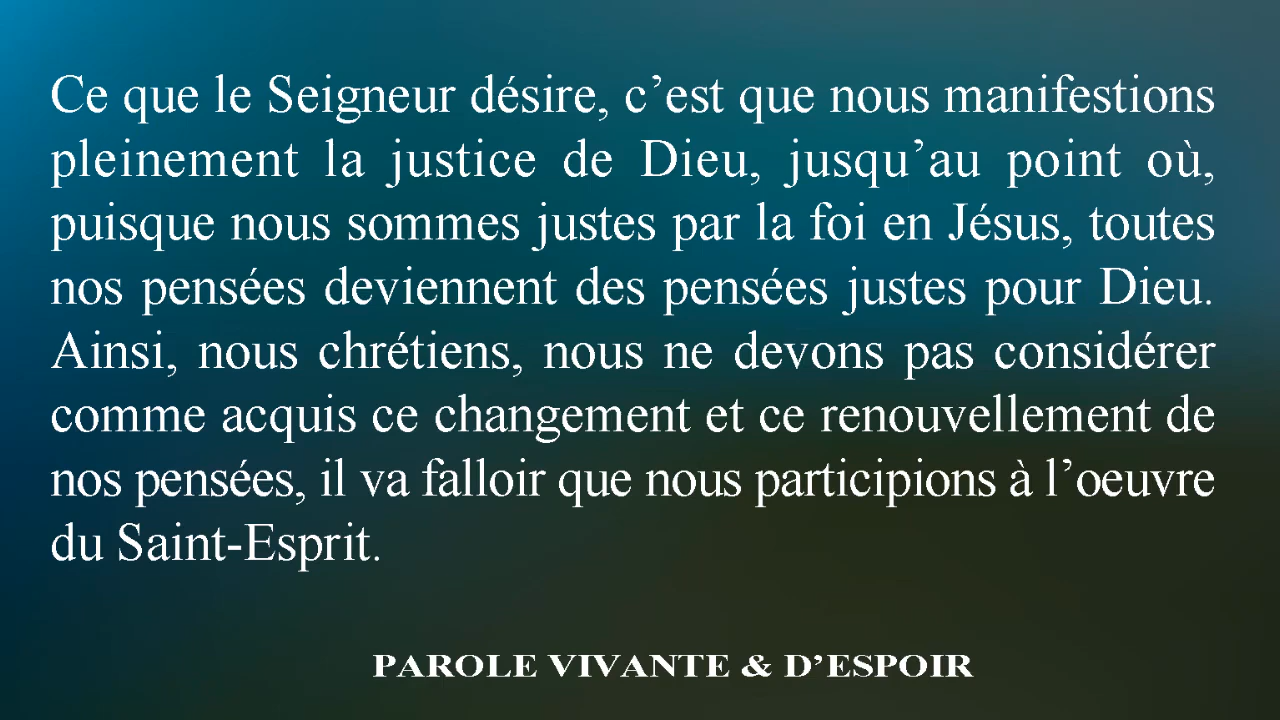 Ce que le Seigneur désire, c’est que nous manifestions
pleinement la justice de Dieu, jusqu’au point où,
puisque nous sommes justes par la foi en Jésus, toutes
nos pensées deviennent des pensées justes pour Dieu.
Ainsi, nous chrétiens, nous ne devons pas considérer
comme acquis ce changement et ce renouvellement de
nos pensées, il va falloir que nous participions à l’oeuvre
du Saint-Esprit.
PAROLE VIVANTE & D’ESPOIR